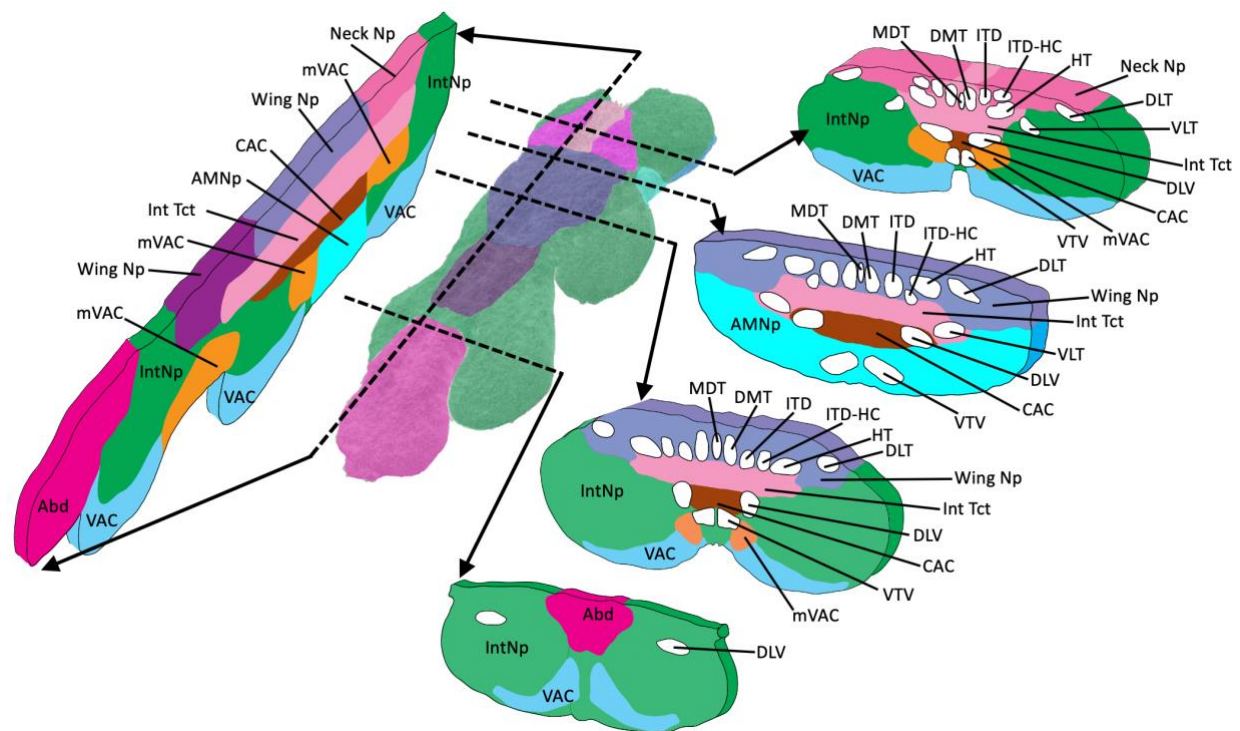 Neck Np
mVAC
IntNp
Wing Np
CAC
AMNp
Int Tct
VAC
mVAC
Wing Np
mVAC
IntNp
VAC
Abd
VAC
MDT
DMT
ITD
ITD-HC
HT
Neck Np
DLT
IntNp
VLT
Int Tct
VAC
DLV
CAC
VTV
mVAC
MDT
DMT
ITD
ITD-HC
HT
DLT
Wing Np
Int Tct
AMNp
VLT
DLV
CAC
VTV
MDT
DMT
ITD
ITD-HC
HT
DLT
Wing Np
IntNp
Int Tct
DLV
VAC
CAC
VTV
mVAC
Abd
IntNp
DLV
VAC